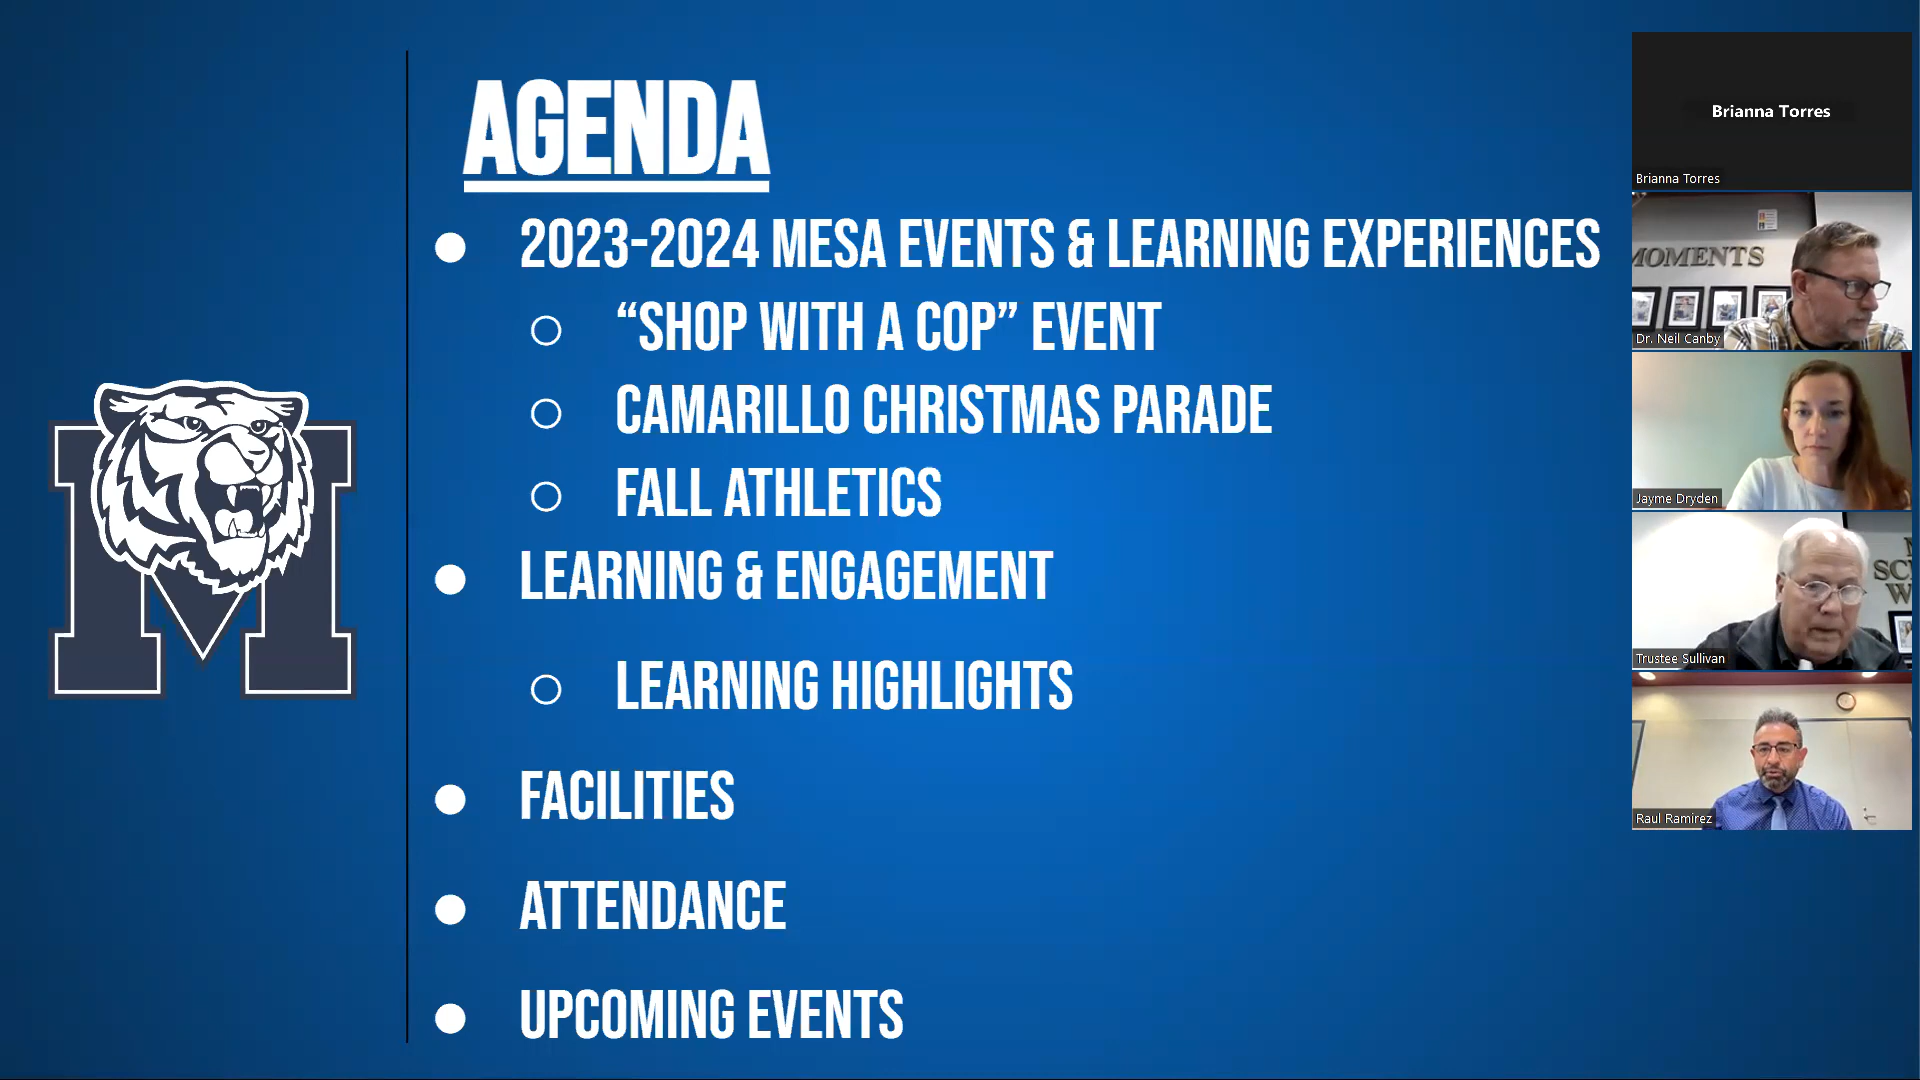 AGENDA
2023-2024 MESA EVENTS & LEARNING EXPERIENCES
“SHOP WITH A COP” EVENT
CAMARILLO CHRISTMAS PARADE
FALL ATHLETICS
LEARNING & ENGAGEMENT
LEARNING HIGHLIGHTS
FACILITIES
ATTENDANCE
UPCOMING EVENTS
M
Brianna Torres
Brianna Torres
MOMENTS
Dr. Neil Canby
Jayme Dryden
Trustee Sullivan
Raul Ramirez